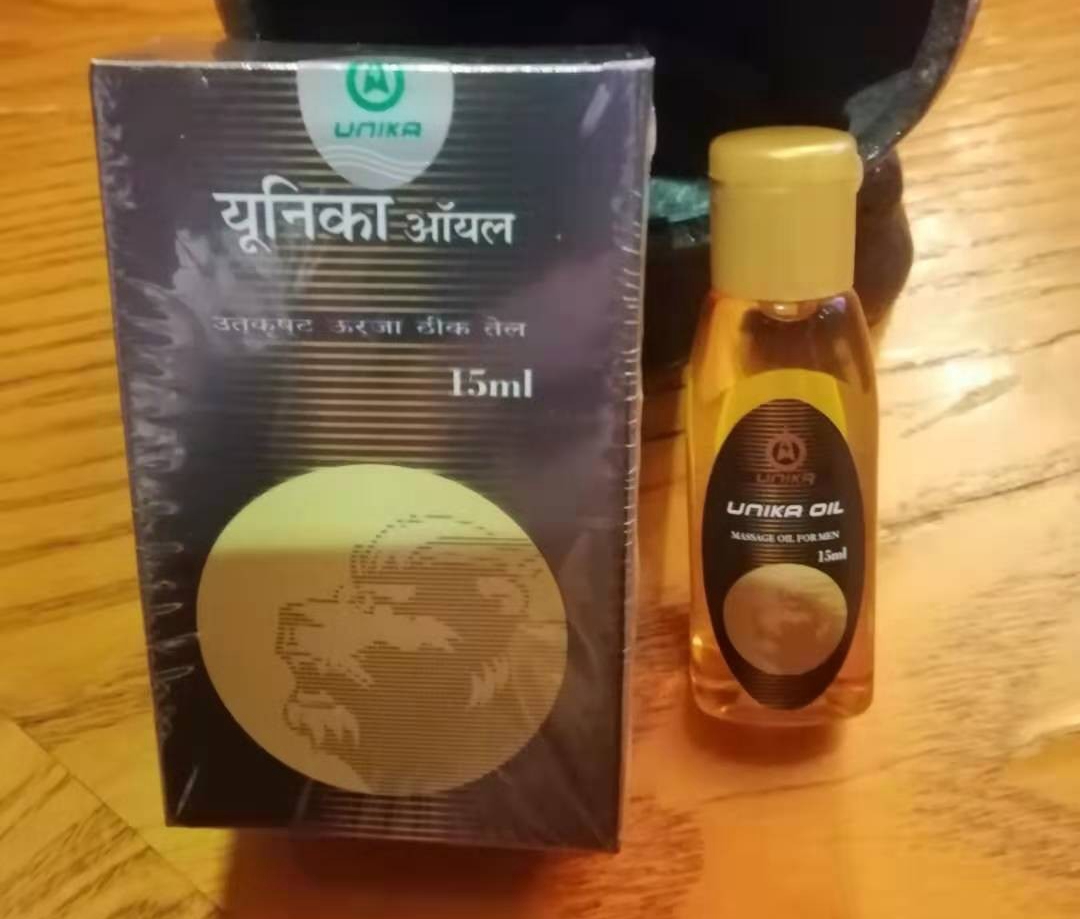 UNIKA
यूनिका ऑयल
उतकृषट ऊरजा ठीक तेल
15ml
UNIKA
UNIKA OIL
MASSAGE OIL FOR MEN
15ml